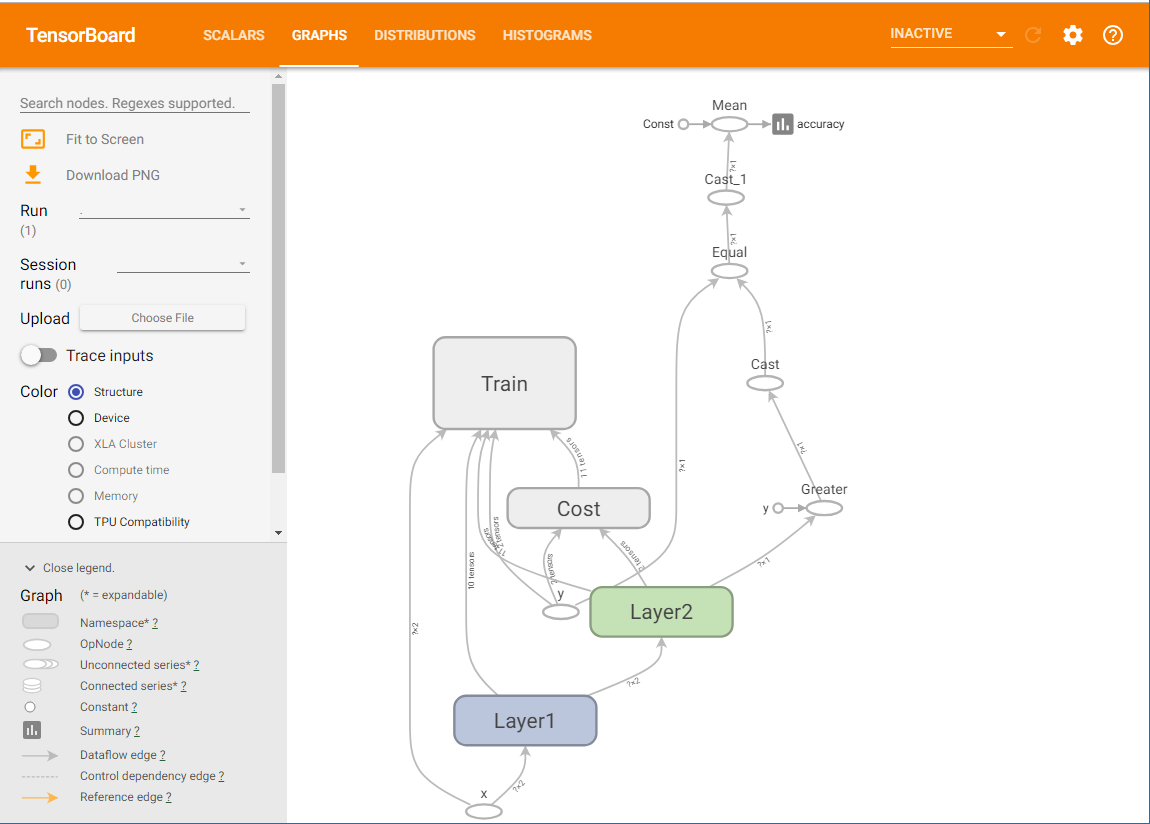 TensorBoard SCALARS GRAPHS DISTRIBUTIONS HISTOGRAMS INACTIVE
Search nodes. Regexes supported.
Fit to Screen
Download PNG
Run
(1)
.
Session
runs (0)
Upload Choose File
Trace inputs
Color Structure
Device
XLA Cluster
Compute time
Memory
TPU Compatibility
Close legend.
Graph (* = expandable)
Namespace* ?
OpNode ?
Unconnected series* ?
Connected series* ?
Constant ?
Summary ?
Dataflow edge ?
Control dependency edge ?
Reference edge ?
Mean
Const accuracy
?×1
Cast_1
?×1
Equal
?×1
Cast
Train
11 tensors
?×1
?×1
Greater
Cost
y
2 tensors
10 tensors
2 tensors
2 tensors
?×1
y
Layer2
?×2
?×2
Layer1
?×2
x